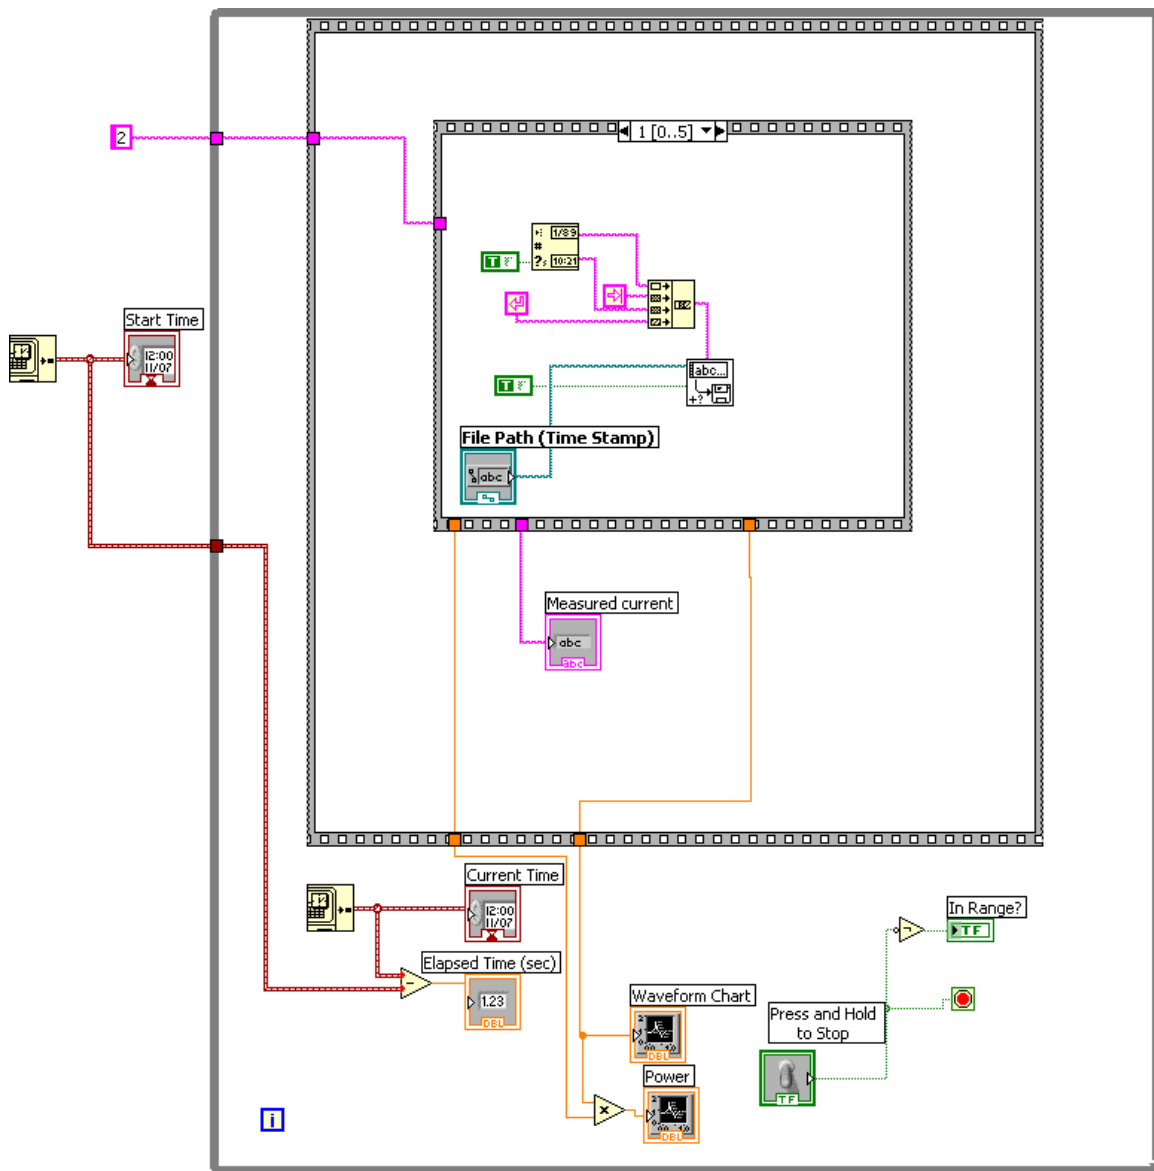 1 [0..5]
2
1/89
#
?
10:21
T
Start Time
12:00
11/07
T
abc...
+?
File Path (Time Stamp)
abc
Measured current
abc
abc
Current Time
12:00
11/07
In Range?
TF
Elapsed Time (sec)
1.23
DBL
Waveform Chart
DBL
Press and Hold
to Stop
TF
Power
DBL
i